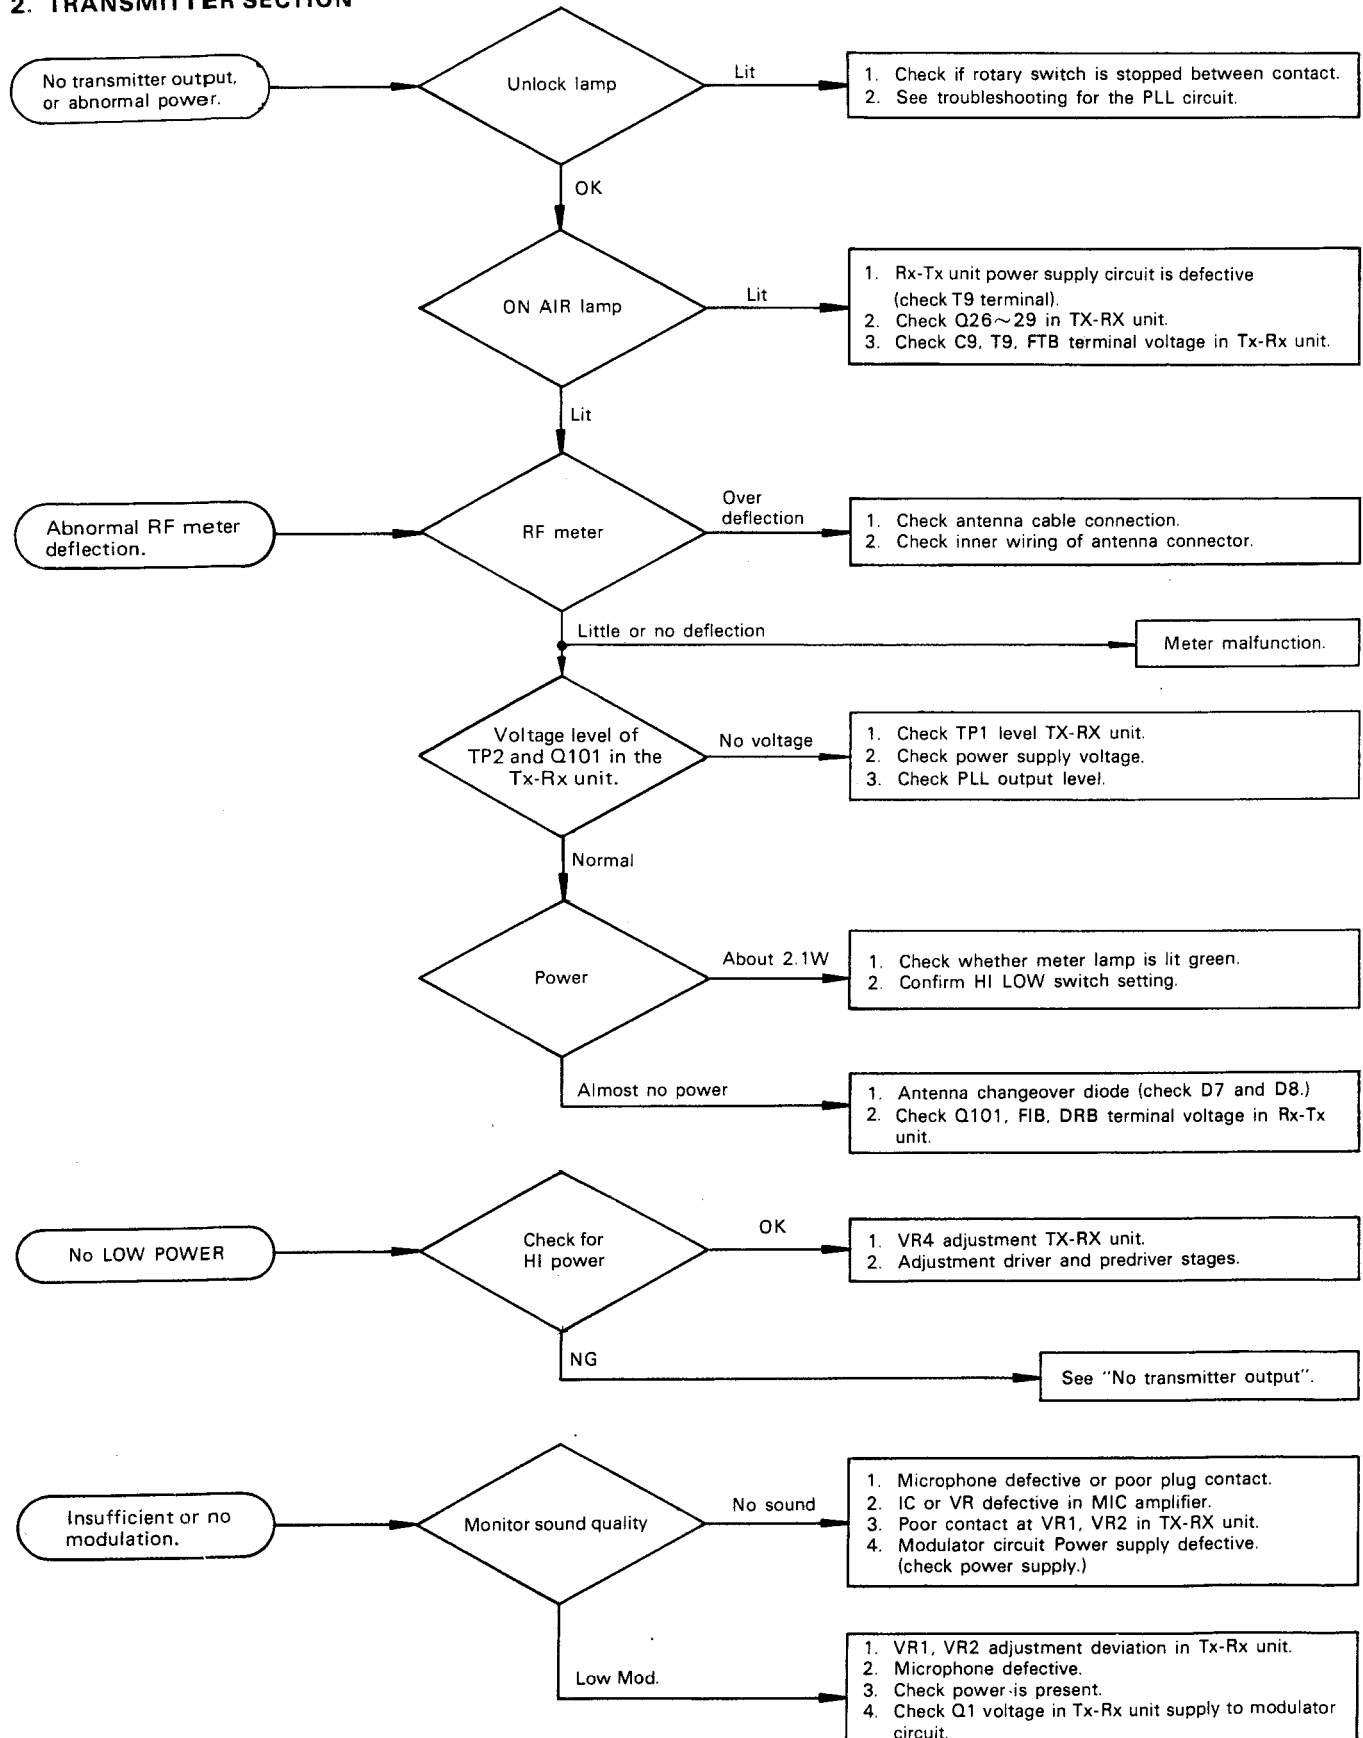 2. TRANSMITTER SECTION
No transmitter output,
or abnormal power.
Unlock lamp
Lit
1. Check if rotary switch is stopped between contact.
2. See troubleshooting for the PLL circuit.
OK
ON AIR lamp
Lit
1. Rx-Tx unit power supply circuit is defective
(check T9 terminal).
2. Check Q26~29 in TX-RX unit.
3. Check C9, T9, FTB terminal voltage in Tx-Rx unit.
Lit
Abnormal RF meter
deflection.
RF meter
Over
deflection
1. Check antenna cable connection.
2. Check inner wiring of antenna connector.
Little or no deflection
Meter malfunction.
Voltage level of
TP2 and Q101 in the
Tx-Rx unit.
No voltage
1. Check TP1 level TX-RX unit.
2. Check power supply voltage.
3. Check PLL output level.
Normal
Power
About 2.1W
1. Check whether meter lamp is lit green.
2. Confirm HI LOW switch setting.
Almost no power
1. Antenna changeover diode (check D7 and D8.)
2. Check Q101, FIB, DRB terminal voltage in Rx-Tx
unit.
No LOW POWER
Check for
HI power
OK
1. VR4 adjustment TX-RX unit.
2. Adjustment driver and predriver stages.
NG
See "No transmitter output".
Insufficient or no
modulation.
Monitor sound quality
No sound
1. Microphone defective or poor plug contact.
2. IC or VR defective in MIC amplifier.
3. Poor contact at VR1, VR2 in TX-RX unit.
4. Modulator circuit Power supply defective.
(check power supply.)
Low Mod.
1. VR1, VR2 adjustment deviation in Tx-Rx unit.
2. Microphone defective.
3. Check power is present.
4. Check Q1 voltage in Tx-Rx unit supply to modulator
circuit.